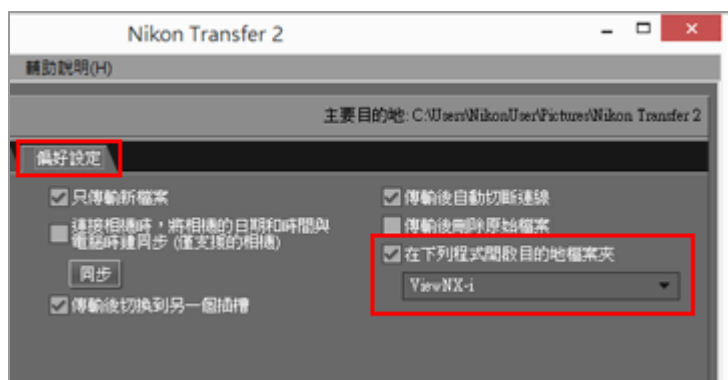 Nikon Transfer 2
輔助說明(H)
主要目的地: C:\Users\NikonUser\Pictures\Nikon Transfer 2
偏好設定
只傳輸新檔案
傳輸後自動切斷連線
連接相機時，將相機的日期和時間與
電腦時鐘同步 (僅支援的相機)
傳輸後刪除原始檔案
同步
在下列程式開啟目的地檔案夾
ViewNX-i
傳輸後切換到另一個插槽